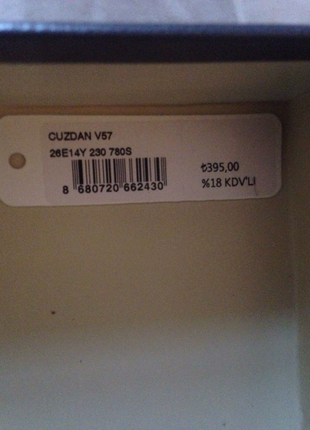 CUZDAN V57
26E14Y 230 780S
8 680720 662430
₺395,00
%18 KDV'LI